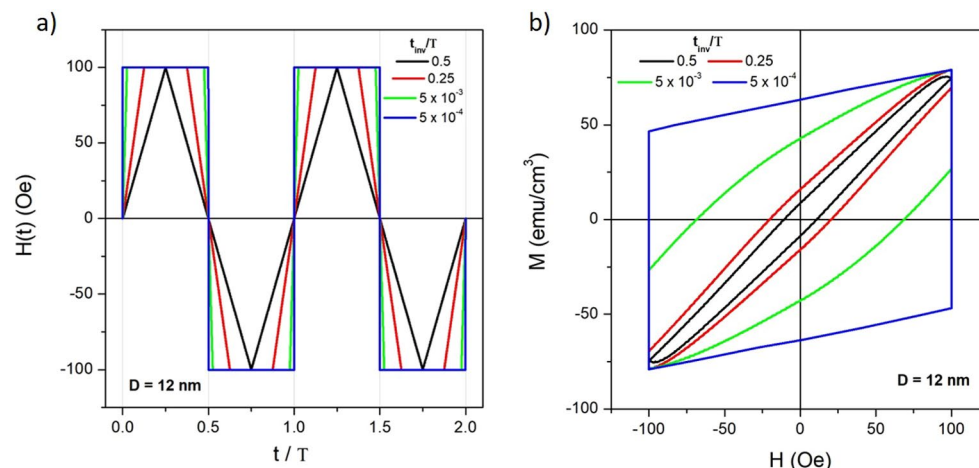 a)
t_inv/T
0.5
0.25
5 x 10⁻³
5 x 10⁻⁴
100
50
0
-50
-100
H(t) (Oe)
D = 12 nm
0.0 0.5 1.0 1.5 2.0
t / T
b)
t_inv/T
0.5 0.25
5 x 10⁻³ 5 x 10⁻⁴
100
50
0
-50
-100
M (emu/cm³)
D = 12 nm
-100 -50 0 50 100
H (Oe)